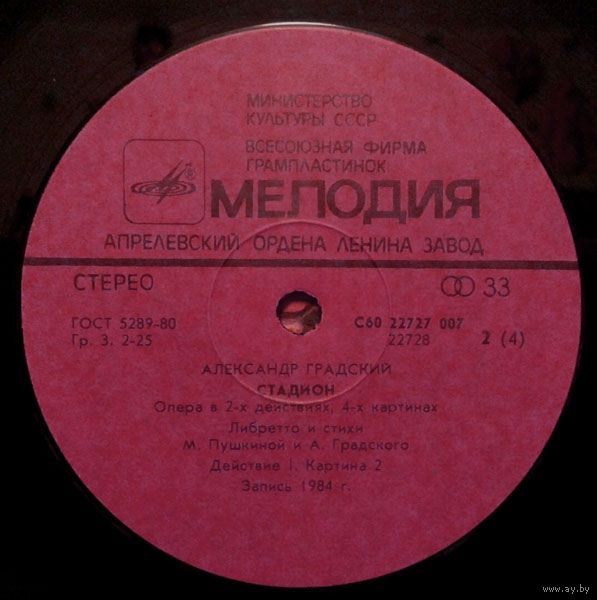 МИНИСТЕРСТВО
КУЛЬТУРЫ СССР
ВСЕСОЮЗНАЯ ФИРМА
ГРАМПЛАСТИНОК
®
МЕЛОДИЯ
АПРЕЛЕВСКИЙ ОРДЕНА ЛЕНИНА ЗАВОД
СТЕРЕО
33
ГОСТ 5289-80
Гр. 3. 2-25
С60 22727 007
22728
2 (4)
АЛЕКСАНДР ГРАДСКИЙ
СТАДИОН
Опера в 2-х действиях, 4-х картинах
Либретто и стихи
М. Пушкиной и А. Градского
Действие I. Картина 2
Запись 1984 г.
www.ay.by